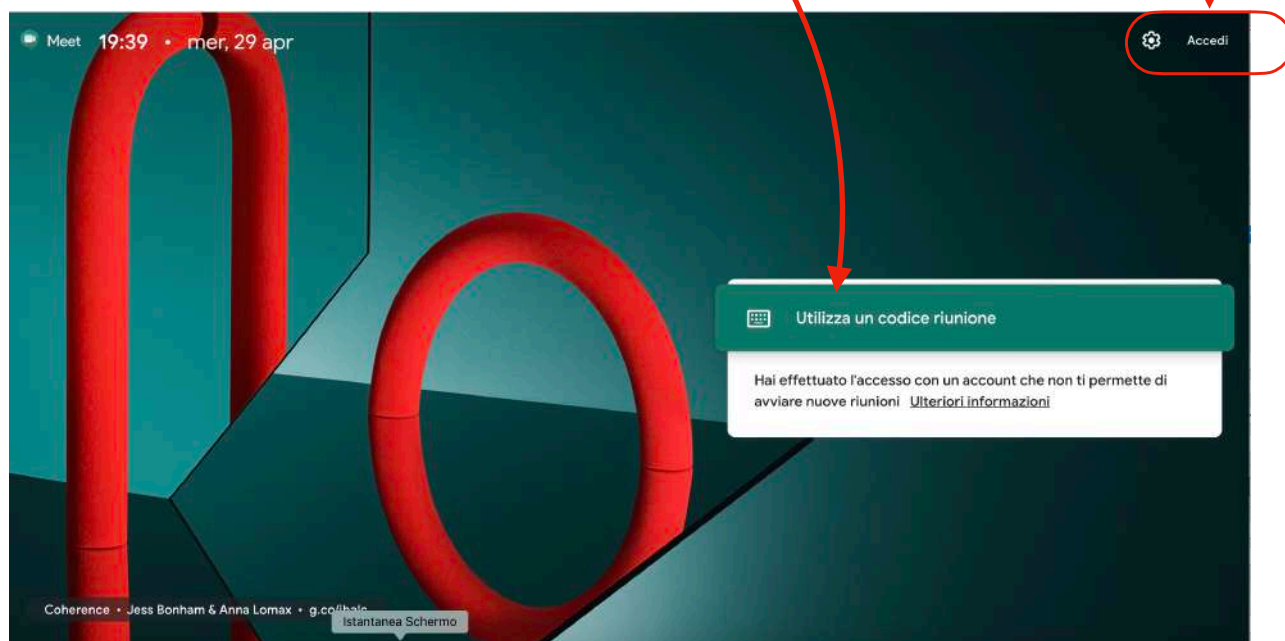 Meet 19:39 • mer, 29 apr
Accedi
Utilizza un codice riunione
Hai effettuato l'accesso con un account che non ti permette di
avviare nuove riunioni Ulteriori informazioni
Coherence • Jess Bonham & Anna Lomax •
Istantanea Schermo